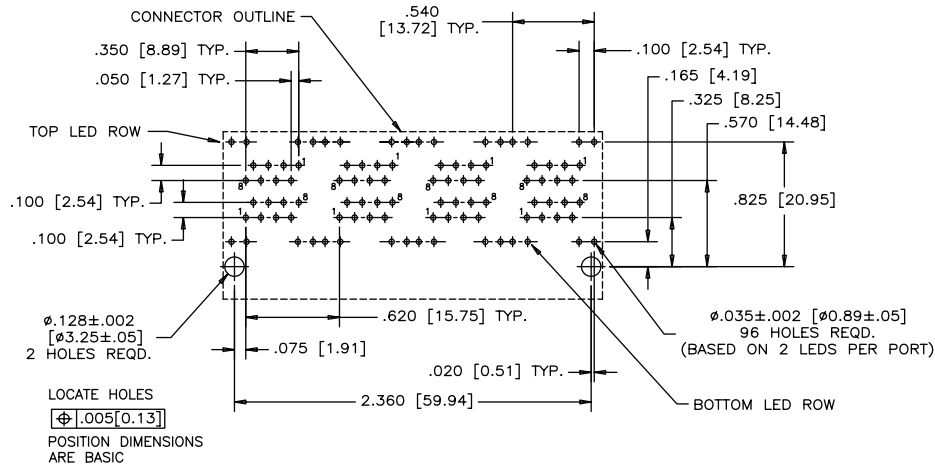 CONNECTOR OUTLINE
.540
[13.72] TYP.
.350 [8.89] TYP.
.100 [2.54] TYP.
.050 [1.27] TYP.
.165 [4.19]
.325 [8.25]
TOP LED ROW
.570 [14.48]
1 1 1 1
8 8 8 8
.100 [2.54] TYP.
8 8 8 8
.825 [20.95]
1 1 1 1
.100 [2.54] TYP.
ø.128±.002
[ø3.25±.05]
2 HOLES REQD.
.620 [15.75] TYP.
ø.035±.002 [ø0.89±.05]
96 HOLES REQD.
(BASED ON 2 LEDS PER PORT)
.075 [1.91]
.020 [0.51] TYP.
LOCATE HOLES
⌖ .005[0.13]
POSITION DIMENSIONS
ARE BASIC
2.360 [59.94]
BOTTOM LED ROW